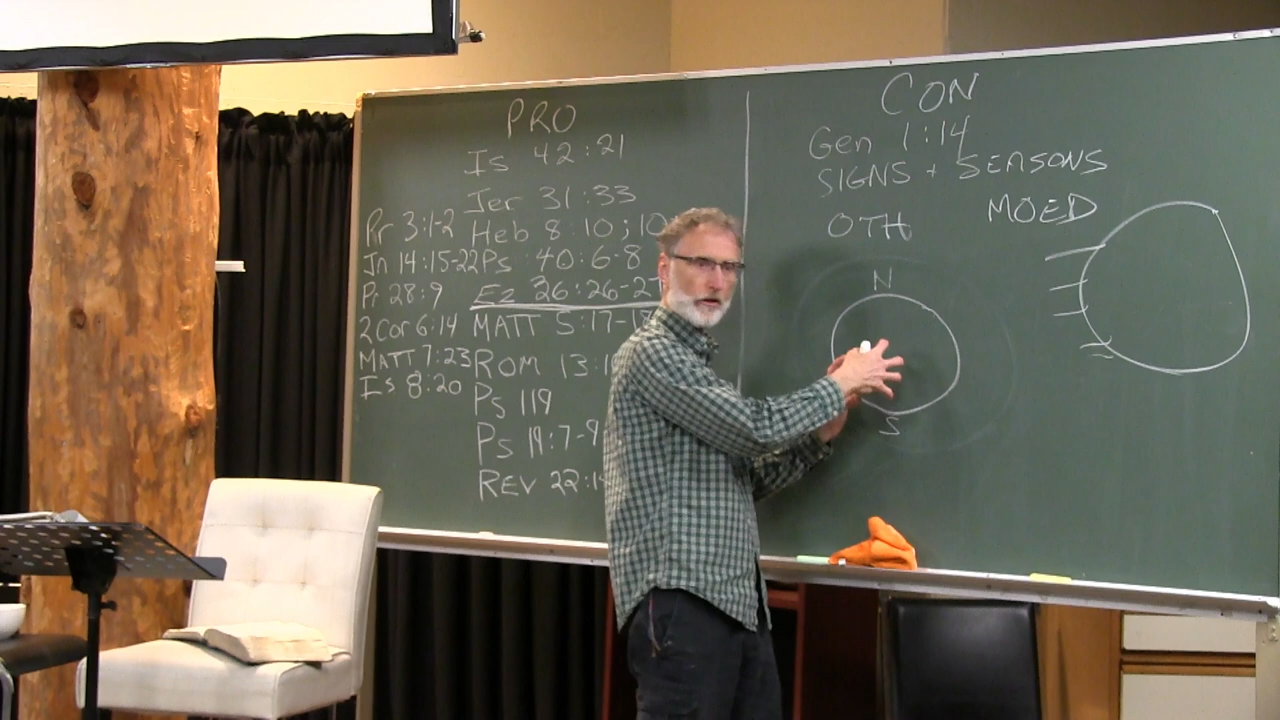 PRO
Is 42:21
Jer 31:33
Heb 8:10; 10
Ps 40:6-8
Ez 36:26-27
MATT 5:17-18
ROM 13:1
Ps 119
Ps 19:7-9
REV 22:14
Pr 3:1-2
Jn 14:15-22
Pr 28:9
2Cor 6:14
MATT 7:23
Is 8:20
CON
Gen 1:14
SIGNS + SEASONS
OTH MOED
N
S